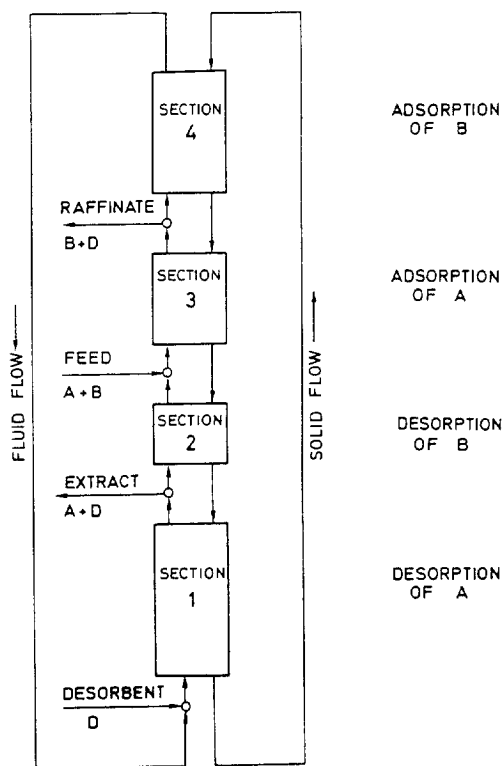 SECTION
4
ADSORPTION
OF B
RAFFINATE
B+D
SECTION
3
ADSORPTION
OF A
FEED
A+B
SECTION
2
DESORPTION
OF B
EXTRACT
A+D
SECTION
1
DESORPTION
OF A
DESORBENT
D
FLUID FLOW
SOLID FLOW